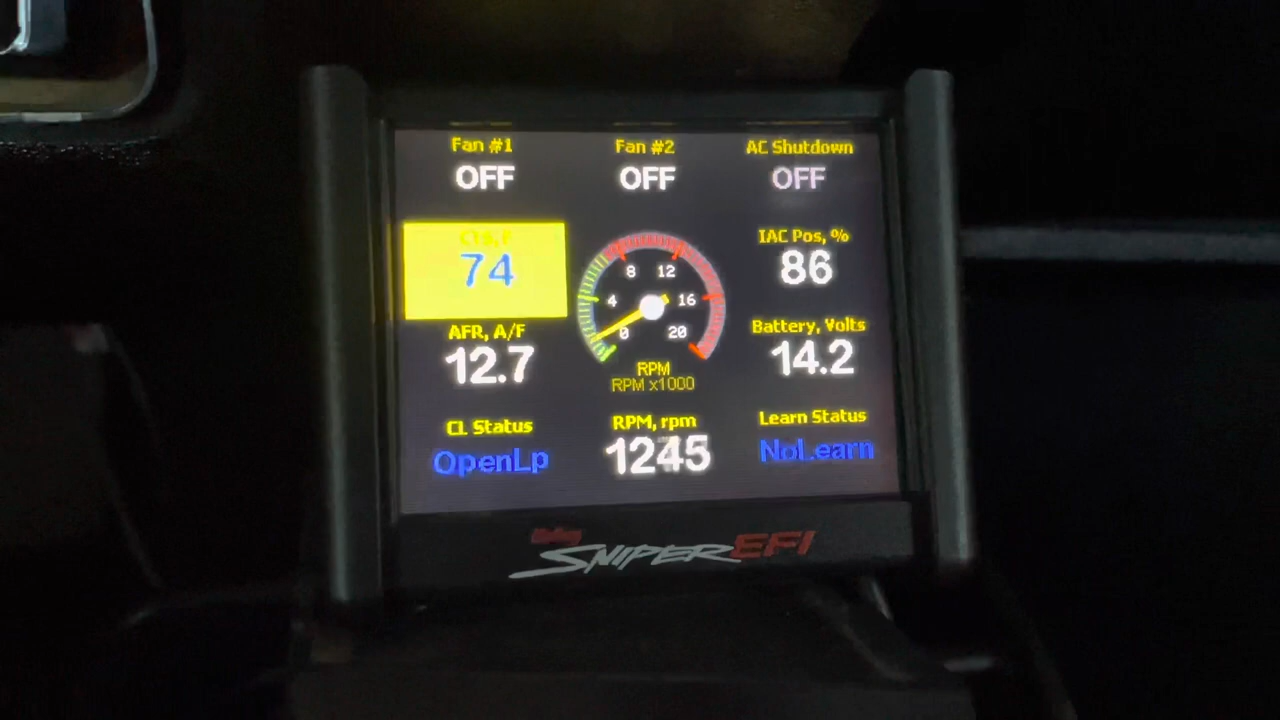 Fan #1
OFF
Fan #2
OFF
AC Shutdown
OFF
CTS, F
74
IAC Pos, %
86
0
4
8
12
16
20
RPM
RPM x1000
AFR, A/F
12.7
Battery, Volts
14.2
CL Status
OpenLp
RPM, rpm
1245
Learn Status
NoLearn
Holley
SNIPER EFI